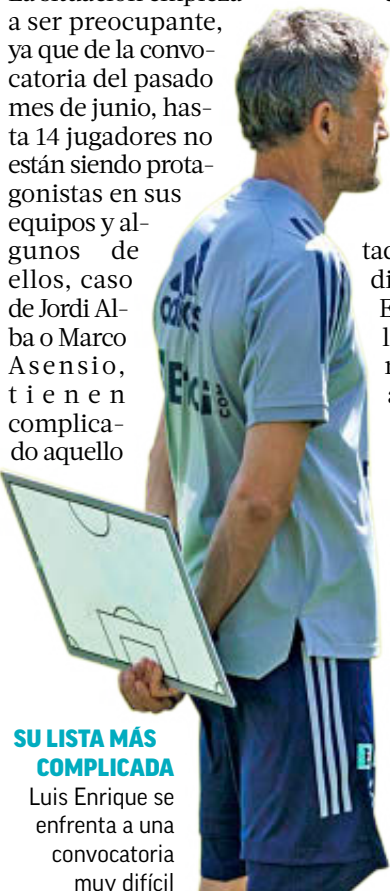 a ser preocupante,
ya que de la convo-
catoria del pasado
mes de junio, has-
ta 14 jugadores no
están siendo prota-
gonistas en sus
equipos y al-
gunos de
ellos, caso
de Jordi Al-
ba o Marco
Asensio,
tienen
complica-
do aquello
SU LISTA MÁS
COMPLICADA
Luis Enrique se
enfrenta a una
convocatoria
muy difícil
adidas